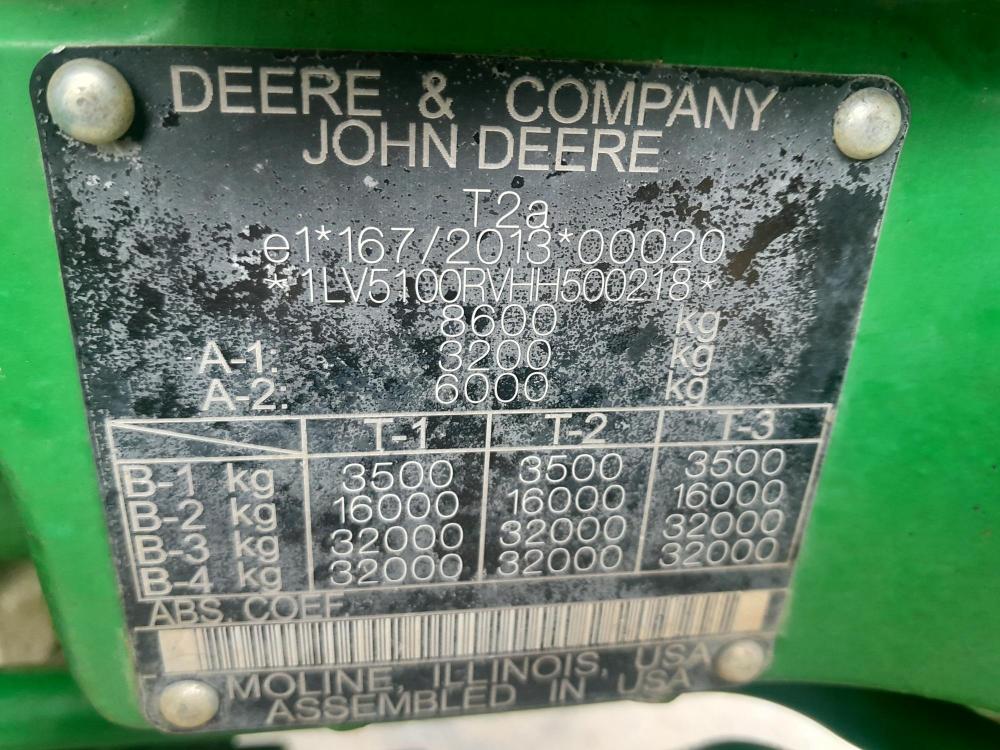 DEERE & COMPANY
JOHN DEERE
T2a
e1*167/2013*00020
*1LV5100RVHH500218*
8600 kg
A-1: 3200 kg
A-2: 6000 kg
T-1 T-2 T-3
B-1 kg 3500 3500 3500
B-2 kg 16000 16000 16000
B-3 kg 32000 32000 32000
B-4 kg 32000 32000 32000
ABS. COEF.
MOLINE, ILLINOIS, USA
ASSEMBLED IN USA